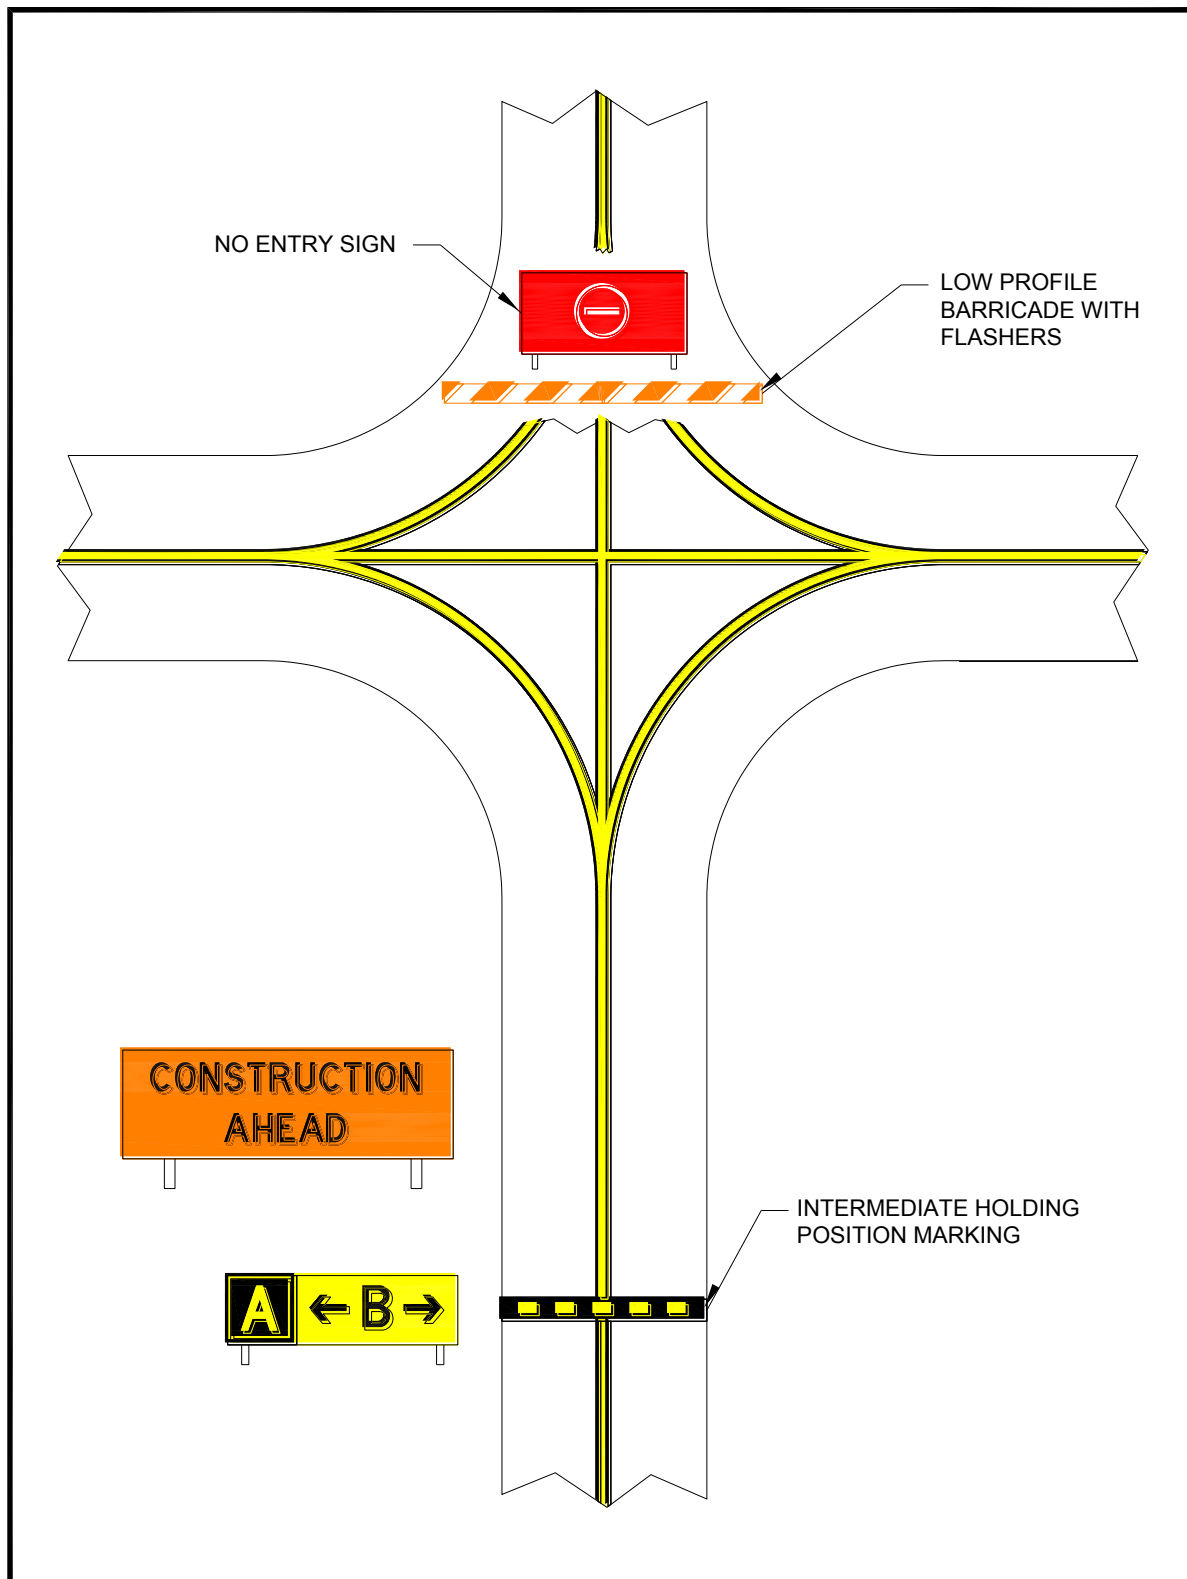 NO ENTRY SIGN
LOW PROFILE
BARRICADE WITH
FLASHERS
CONSTRUCTION
AHEAD
INTERMEDIATE HOLDING
POSITION MARKING
A ← B →